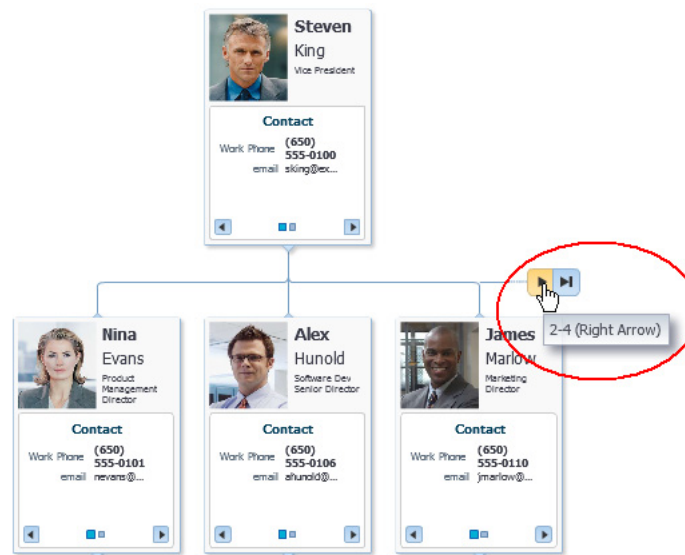 Steven
King
Vice President
Contact
Work Phone (650)
555-0100
email sking@ex...
2-4 (Right Arrow)
Nina
Evans
Product
Management
Director
Contact
Work Phone (650)
555-0101
email nevans@...
Alex
Hunold
Software Dev
Senior Director
Contact
Work Phone (650)
555-0106
email ahunold@...
James
Marlow
Marketing
Director
Contact
Work Phone (650)
555-0110
email jmarlow@...